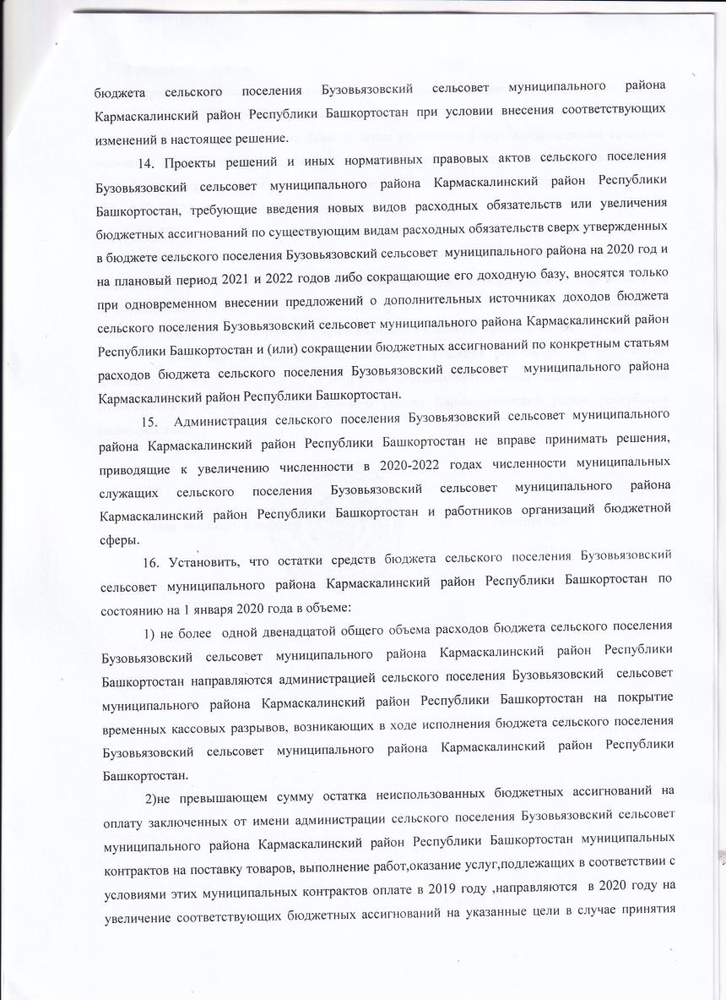 бюджета сельского поселения Бузовьязовский сельсовет муниципального района
Кармаскалинский район Республики Башкортостан при условии внесения соответствующих
изменений в настоящее решение.
14. Проекты решений и иных нормативных правовых актов сельского поселения
Бузовьязовский сельсовет муниципального района Кармаскалинский район Республики
Башкортостан, требующие введения новых видов расходных обязательств или увеличения
бюджетных ассигнований по существующим видам расходных обязательств сверх утвержденных
в бюджете сельского поселения Бузовьязовский сельсовет муниципального района на 2020 год и
на плановый период 2021 и 2022 годов либо сокращающие его доходную базу, вносятся только
при одновременном внесении предложений о дополнительных источниках доходов бюджета
сельского поселения Бузовьязовский сельсовет муниципального района Кармаскалинский район
Республики Башкортостан и (или) сокращении бюджетных ассигнований по конкретным статьям
расходов бюджета сельского поселения Бузовьязовский сельсовет муниципального района
Кармаскалинский район Республики Башкортостан.
15. Администрация сельского поселения Бузовьязовский сельсовет муниципального
района Кармаскалинский район Республики Башкортостан не вправе принимать решения,
приводящие к увеличению численности в 2020-2022 годах численности муниципальных
служащих сельского поселения Бузовьязовский сельсовет муниципального района
Кармаскалинский район Республики Башкортостан и работников организаций бюджетной
сферы.
16. Установить, что остатки средств бюджета сельского поселения Бузовьязовский
сельсовет муниципального района Кармаскалинский район Республики Башкортостан по
состоянию на 1 января 2020 года в объеме:
1) не более одной двенадцатой общего объема расходов бюджета сельского поселения
Бузовьязовский сельсовет муниципального района Кармаскалинский район Республики
Башкортостан направляются администрацией сельского поселения Бузовьязовский сельсовет
муниципального района Кармаскалинский район Республики Башкортостан на покрытие
временных кассовых разрывов, возникающих в ходе исполнения бюджета сельского поселения
Бузовьязовский сельсовет муниципального района Кармаскалинский район Республики
Башкортостан.
2)не превышающем сумму остатка неиспользованных бюджетных ассигнований на
оплату заключенных от имени администрации сельского поселения Бузовьязовский сельсовет
муниципального района Кармаскалинский район Республики Башкортостан муниципальных
контрактов на поставку товаров, выполнение работ,оказание услуг,подлежащих в соответствии с
условиями этих муниципальных контрактов оплате в 2019 году ,направляются в 2020 году на
увеличение соответствующих бюджетных ассигнований на указанные цели в случае принятия